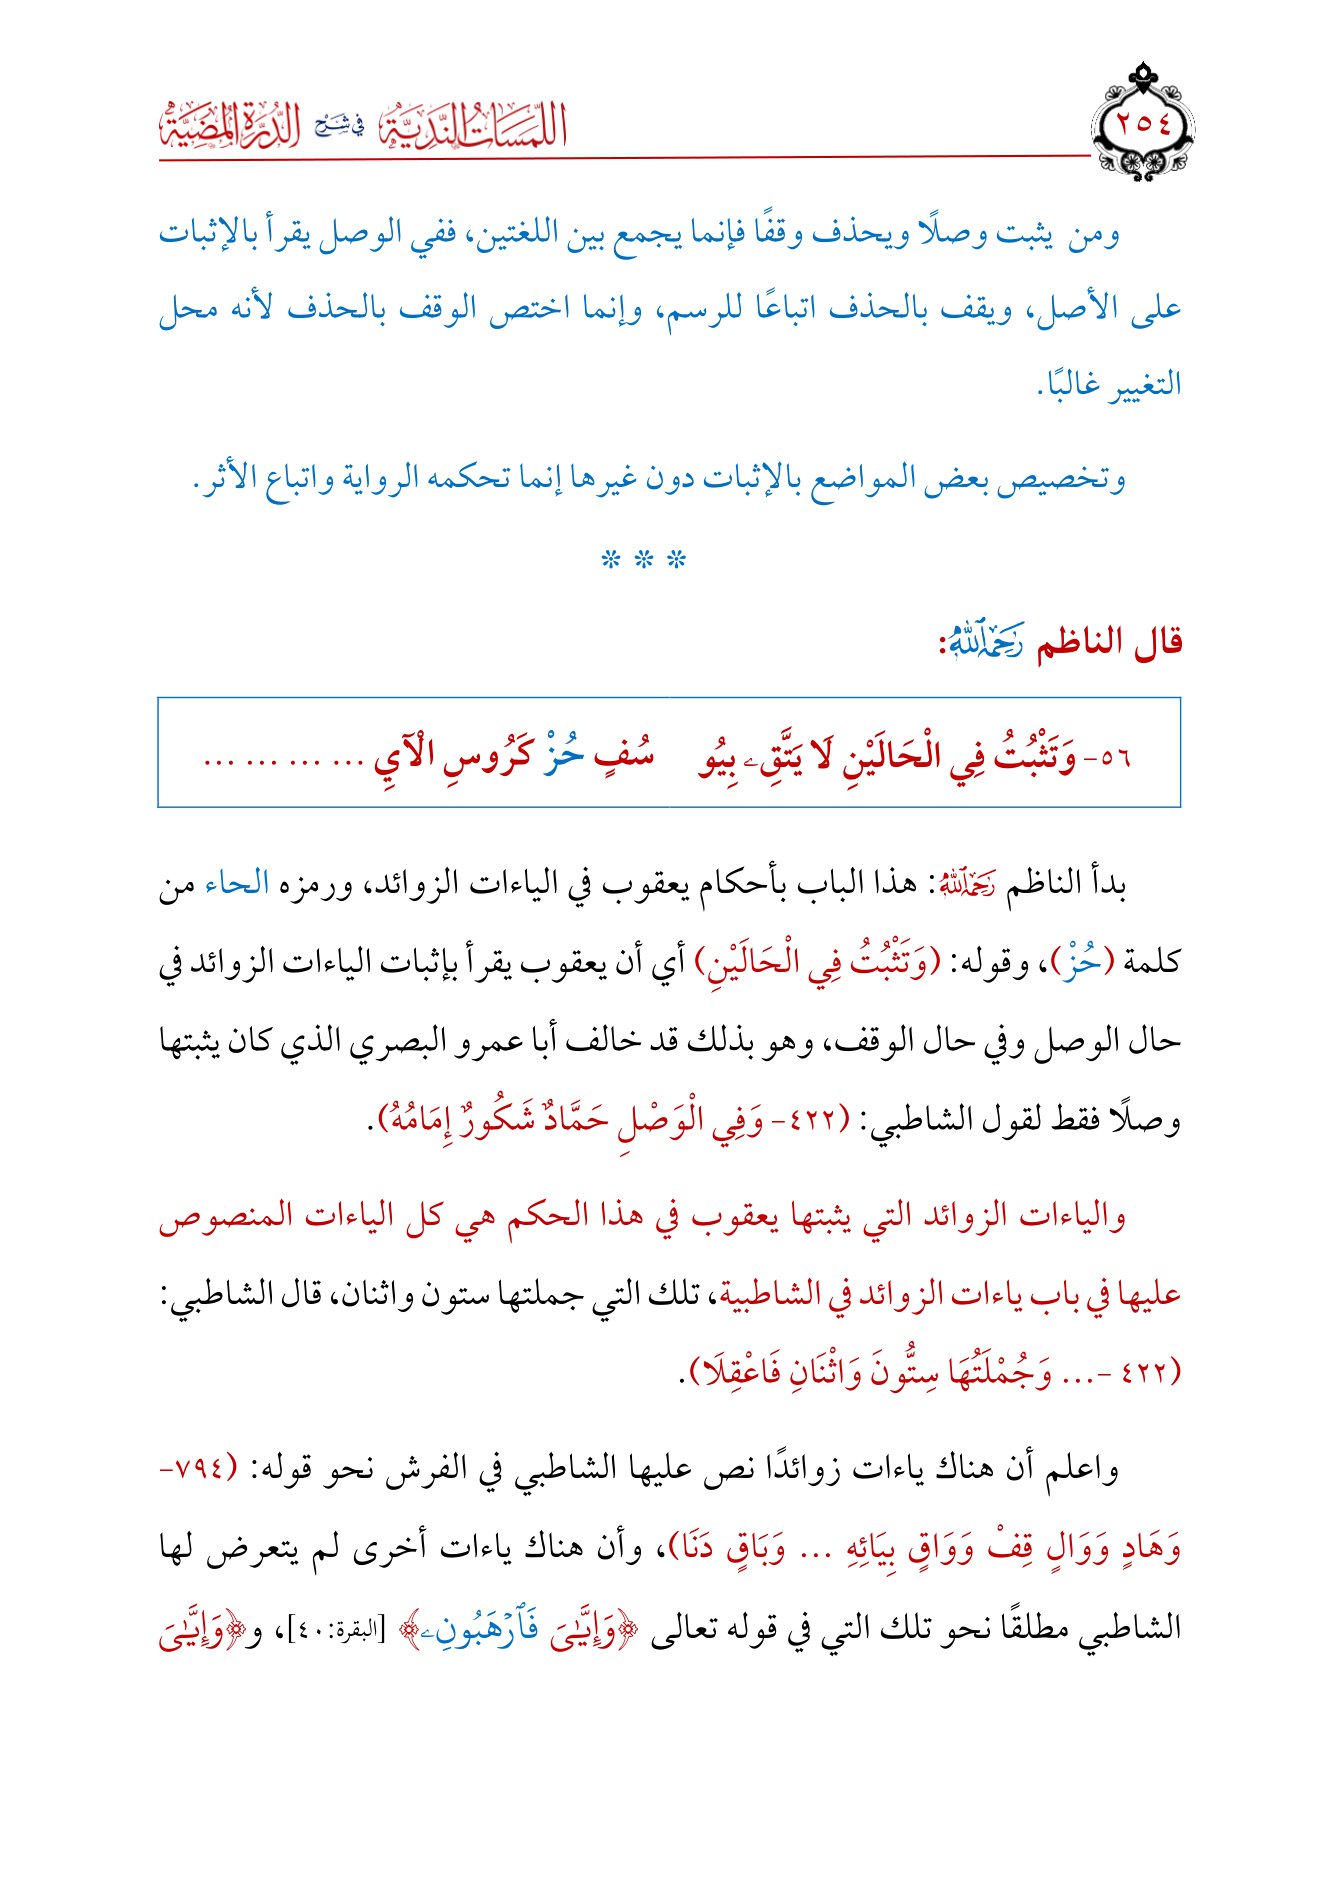 اللَّمَسَاتُ النَّدِيَّةُ فِي شَرْحِ الدُّرَّةِ الْمُضِيَّةِ
٢٥٤
ومن يثبت وصلًا ويحذف وقفًا فإنما يجمع بين اللغتين، ففي الوصل يقرأ بالإثبات
على الأصل، ويقف بالحذف اتباعًا للرسم، وإنما اختص الوقف بالحذف لأنه محل
التغيير غالبًا.
وتخصيص بعض المواضع بالإثبات دون غيرها إنما تحكمه الرواية واتباع الأثر.
* * *
قال الناظم رَحِمَهُ ٱللَّهُ:
٥٦- وَتَثْبُتُ فِي الْحَالَيْنِ لَا يَتَّقِۦ بِيُو سُفٍ حُزْ كَرُوسِ الْآيِ ... ... ... ...
بدأ الناظم رَحِمَهُ ٱللَّهُ: هذا الباب بأحكام يعقوب في الياءات الزوائد، ورمزه الحاء من
كلمة (حُزْ)، وقوله: (وَتَثْبُتُ فِي الْحَالَيْنِ) أي أن يعقوب يقرأ بإثبات الياءات الزوائد في
حال الوصل وفي حال الوقف، وهو بذلك قد خالف أبا عمرو البصري الذي كان يثبتها
وصلًا فقط لقول الشاطبي: (٤٢٢- وَفِي الْوَصْلِ حَمَّادٌ شَكُورٌ إِمَامُهُ).
والياءات الزوائد التي يثبتها يعقوب في هذا الحكم هي كل الياءات المنصوص
عليها في باب ياءات الزوائد في الشاطبية، تلك التي جملتها ستون واثنان، قال الشاطبي:
(٤٢٢ -... وَجُمْلَتُهَا سِتُّونَ وَاثْنَانِ فَاعْقِلَا).
واعلم أن هناك ياءات زوائدًا نص عليها الشاطبي في الفرش نحو قوله: (٧٩٤-
وَهَادٍ وَوَالٍ قِفْ وَوَاقٍ بِيَائِهِ ... وَبَاقٍ دَنَا)، وأن هناك ياءات أخرى لم يتعرض لها
الشاطبي مطلقًا نحو تلك التي في قوله تعالى ﴿وَإِيَّٰىَ فَٱرْهَبُونِۦ﴾ [البقرة:٤٠]، و﴿وَإِيَّٰىَ